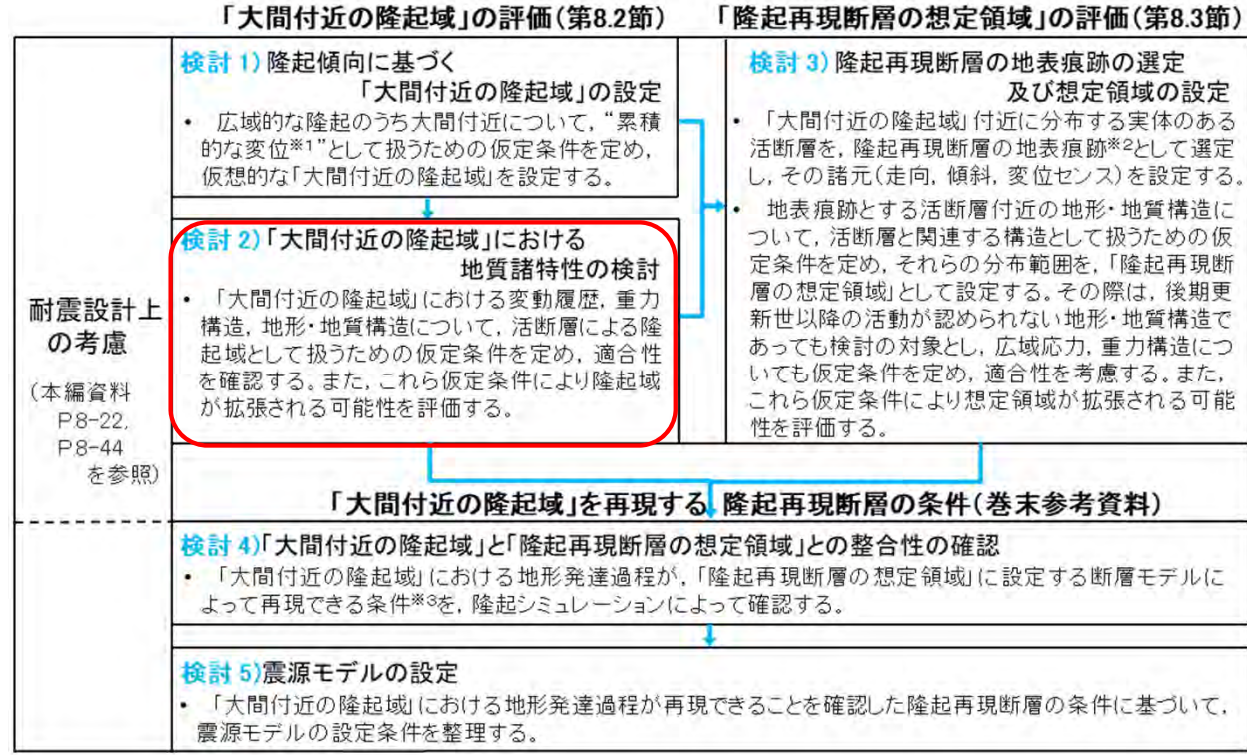 「大間付近の隆起域」の評価(第8.2節)
「隆起再現断層の想定領域」の評価(第8.3節)
耐震設計上
の考慮
(本編資料
P8-22,
P8-44
を参照)
検討 1) 隆起傾向に基づく
「大間付近の隆起域」の設定
• 広域的な隆起のうち大間付近について, “累積
的な変位※1”として扱うための仮定条件を定め,
仮想的な「大間付近の隆起域」を設定する。
検討 2)「大間付近の隆起域」における
地質諸特性の検討
• 「大間付近の隆起域」における変動履歴, 重力
構造, 地形・地質構造について, 活断層による隆
起域として扱うための仮定条件を定め, 適合性
を確認する。また, これら仮定条件により隆起域
が拡張される可能性を評価する。
検討 3) 隆起再現断層の地表痕跡の選定
及び想定領域の設定
• 「大間付近の隆起域」付近に分布する実体のある
活断層を, 隆起再現断層の地表痕跡※2として選定
し, その諸元(走向, 傾斜, 変位センス)を設定する。
• 地表痕跡とする活断層付近の地形・地質構造に
ついて, 活断層と関連する構造として扱うための仮
定条件を定め, それらの分布範囲を, 「隆起再現断
層の想定領域」として設定する。その際は, 後期更
新世以降の活動が認められない地形・地質構造で
あっても検討の対象とし, 広域応力, 重力構造につ
いても仮定条件を定め, 適合性を考慮する。また,
これら仮定条件により想定領域が拡張される可能
性を評価する。
「大間付近の隆起域」を再現する 隆起再現断層の条件(巻末参考資料)
検討 4)「大間付近の隆起域」と「隆起再現断層の想定領域」との整合性の確認
• 「大間付近の隆起域」における地形発達過程が, 「隆起再現断層の想定領域」に設定する断層モデルに
よって再現できる条件※3を, 隆起シミュレーションによって確認する。
検討 5)震源モデルの設定
• 「大間付近の隆起域」における地形発達過程が再現できることを確認した隆起再現断層の条件に基づいて,
震源モデルの設定条件を整理する。